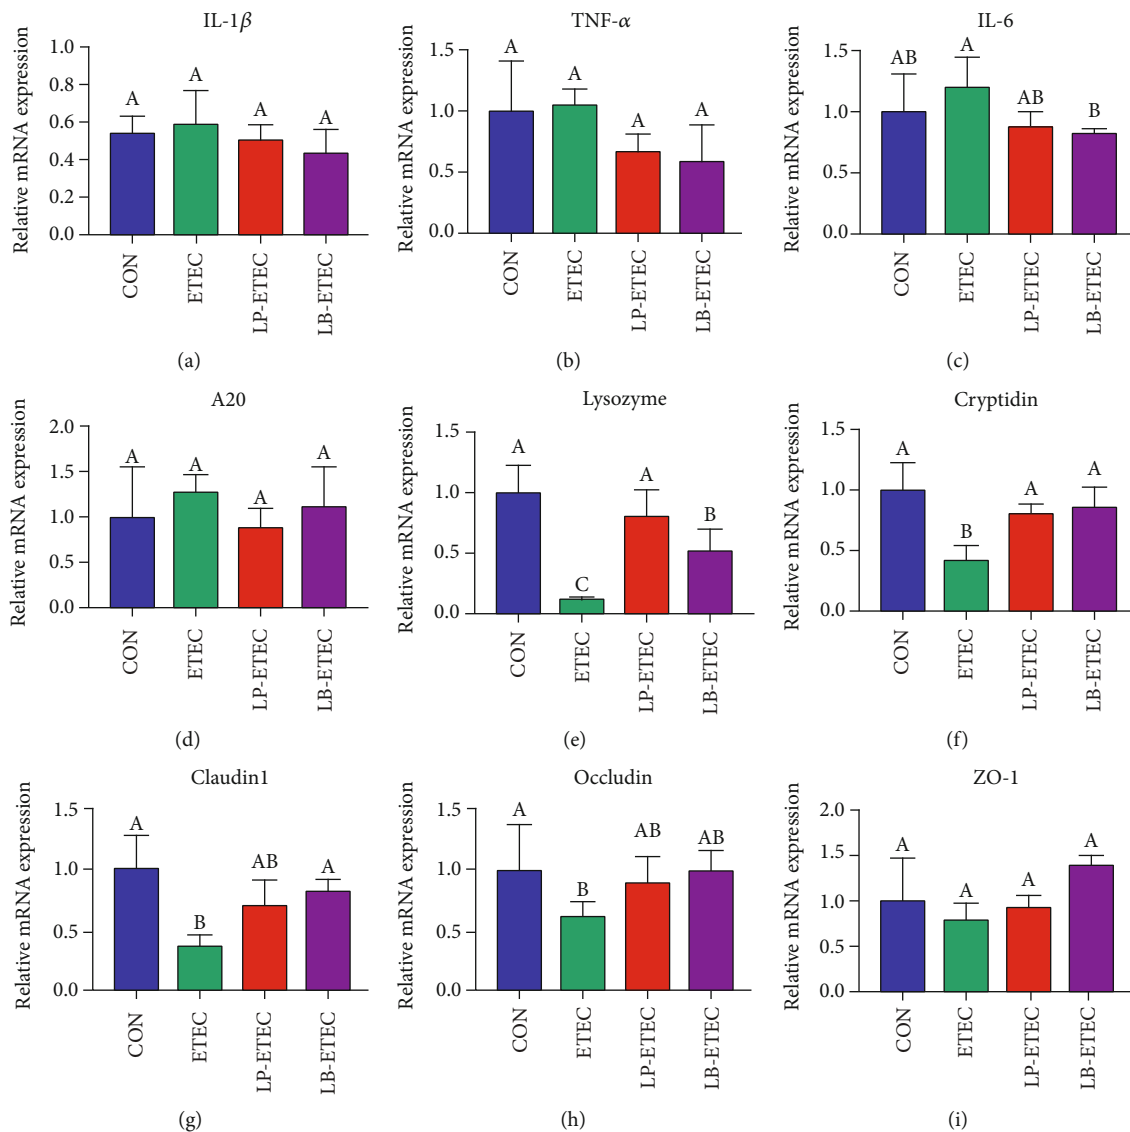 IL-1β
Relative mRNA expression
1.0
0.8
0.6
0.4
0.2
0.0
A
A
A
A
CON
ETEC
LP-ETEC
LB-ETEC
(a)
TNF-α
Relative mRNA expression
1.5
1.0
0.5
0.0
A
A
A
A
CON
ETEC
LP-ETEC
LB-ETEC
(b)
IL-6
Relative mRNA expression
1.5
1.0
0.5
0.0
AB
A
AB
B
CON
ETEC
LP-ETEC
LB-ETEC
(c)
A20
Relative mRNA expression
2.0
1.5
1.0
0.5
0.0
A
A
A
A
CON
ETEC
LP-ETEC
LB-ETEC
(d)
Lysozyme
Relative mRNA expression
1.5
1.0
0.5
0.0
A
C
A
B
CON
ETEC
LP-ETEC
LB-ETEC
(e)
Cryptidin
Relative mRNA expression
1.5
1.0
0.5
0.0
A
B
A
A
CON
ETEC
LP-ETEC
LB-ETEC
(f)
Claudin1
Relative mRNA expression
1.5
1.0
0.5
0.0
A
B
AB
A
CON
ETEC
LP-ETEC
LB-ETEC
(g)
Occludin
Relative mRNA expression
1.5
1.0
0.5
0.0
A
B
AB
AB
CON
ETEC
LP-ETEC
LB-ETEC
(h)
ZO-1
Relative mRNA expression
2.0
1.5
1.0
0.5
0.0
A
A
A
A
CON
ETEC
LP-ETEC
LB-ETEC
(i)